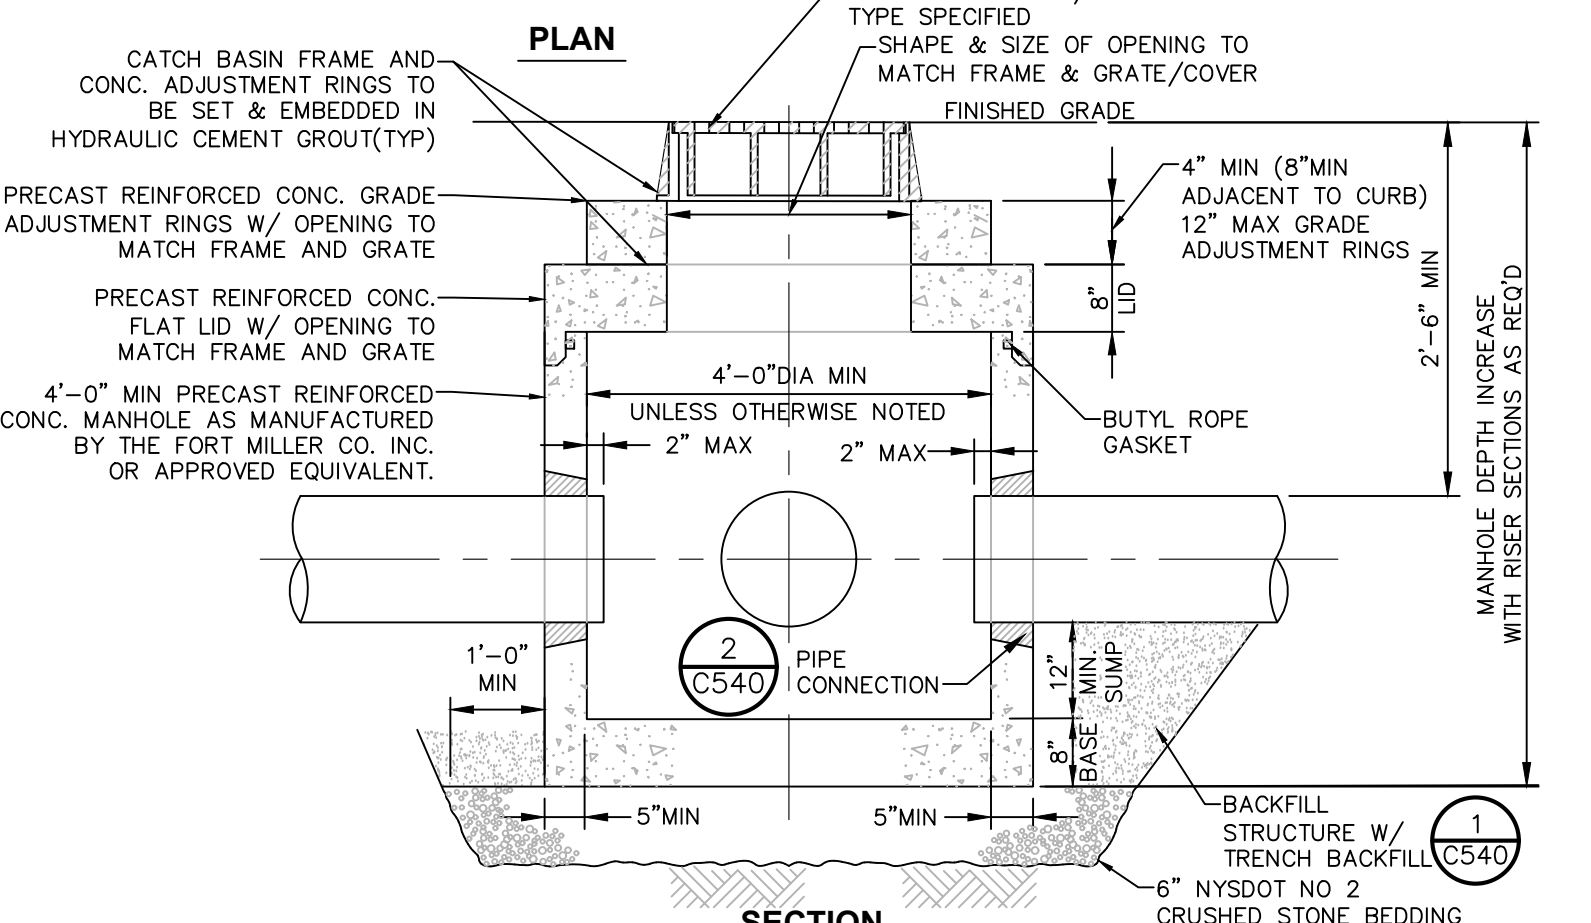 TYPE SPECIFIED
PLAN
SHAPE & SIZE OF OPENING TO
MATCH FRAME & GRATE/COVER
FINISHED GRADE
CATCH BASIN FRAME AND
CONC. ADJUSTMENT RINGS TO
BE SET & EMBEDDED IN
HYDRAULIC CEMENT GROUT(TYP)
PRECAST REINFORCED CONC. GRADE
ADJUSTMENT RINGS W/ OPENING TO
MATCH FRAME AND GRATE
PRECAST REINFORCED CONC.
FLAT LID W/ OPENING TO
MATCH FRAME AND GRATE
4'-0" MIN PRECAST REINFORCED
CONC. MANHOLE AS MANUFACTURED
BY THE FORT MILLER CO. INC.
OR APPROVED EQUIVALENT.
4" MIN (8"MIN
ADJACENT TO CURB)
12" MAX GRADE
ADJUSTMENT RINGS
8"
LID
2'-6" MIN
MANHOLE DEPTH INCREASE
WITH RISER SECTIONS AS REQ'D
4'-0"DIA MIN
UNLESS OTHERWISE NOTED
2" MAX
2" MAX
BUTYL ROPE
GASKET
1'-0"
MIN
2
C540
PIPE
CONNECTION
12"
MIN.
SUMP
8"
BASE
5"MIN
5"MIN
BACKFILL
STRUCTURE W/
TRENCH BACKFILL
1
C540
6" NYSDOT NO 2
CRUSHED STONE BEDDING
SECTION